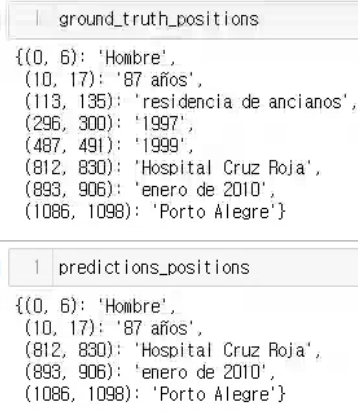 1 ground_truth_positions
{(0, 6): 'Hombre',
(10, 17): '87 años',
(113, 135): 'residencia de ancianos',
(296, 300): '1997',
(487, 491): '1999',
(812, 830): 'Hospital Cruz Roja',
(893, 906): 'enero de 2010',
(1086, 1098): 'Porto Alegre'}
1 predictions_positions
{(0, 6): 'Hombre',
(10, 17): '87 años',
(812, 830): 'Hospital Cruz Roja',
(893, 906): 'enero de 2010',
(1086, 1098): 'Porto Alegre'}